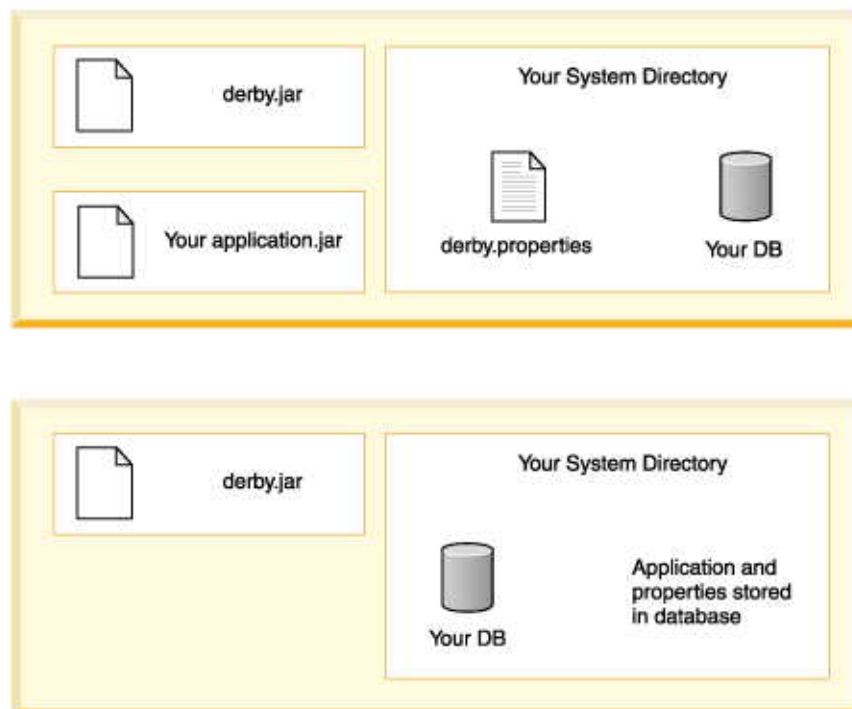 derby.jar
Your System Directory
Your application.jar
derby.properties
Your DB
derby.jar
Your System Directory
Your DB
Application and
properties stored
in database